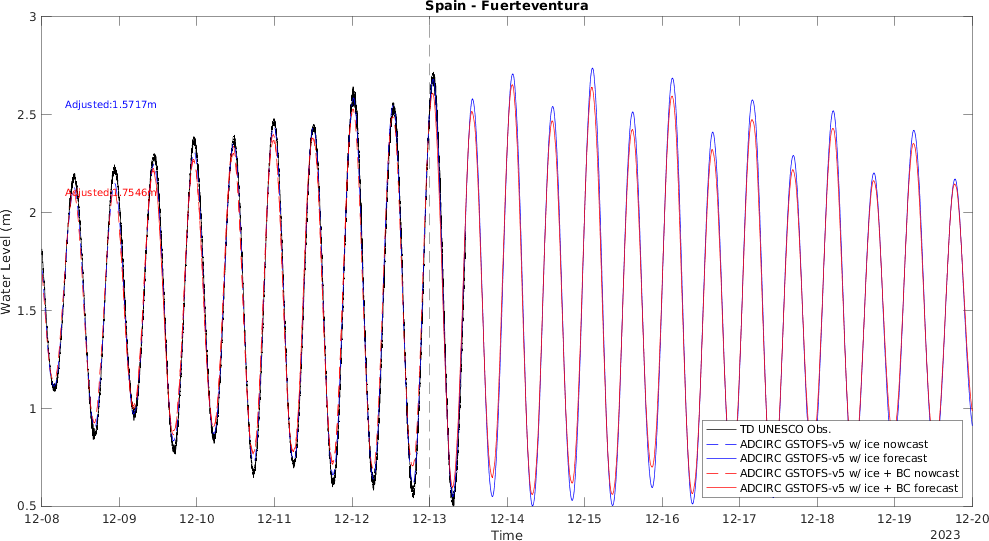 Spain - Fuerteventura
3
2.5
2
1.5
1
0.5
Water Level (m)
Adjusted:1.5717m
Adjusted:1.7546m
TD UNESCO Obs.
ADCIRC GSTOFS-v5 w/ ice nowcast
ADCIRC GSTOFS-v5 w/ ice forecast
ADCIRC GSTOFS-v5 w/ ice + BC nowcast
ADCIRC GSTOFS-v5 w/ ice + BC forecast
12-08 12-09 12-10 12-11 12-12 12-13 12-14 12-15 12-16 12-17 12-18 12-19 12-20
Time
2023